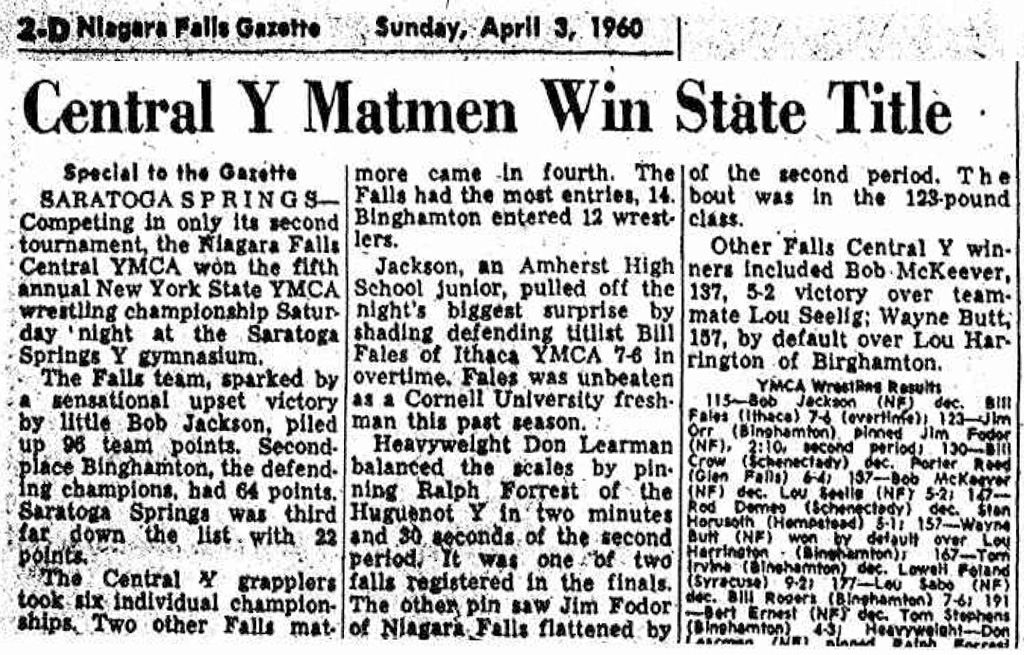 2-D Niagara Falls Gazette Sunday, April 3, 1960
Central Y Matmen Win State Title
Special to the Gazette
SARATOGA SPRINGS—
Competing in only its second
tournament, the Niagara Falls
Central YMCA won the fifth
annual New York State YMCA
wrestling championship Satur-
day night at the Saratoga
Springs Y gymnasium.
The Falls team, sparked by
a sensational upset victory
by little Bob Jackson, piled
up 96 team points. Second-
place Binghamton, the defend-
ing champions, had 64 points.
Saratoga Springs was third
far down the list with 22
points.
The Central Y grapplers
took six individual champion-
ships. Two other Falls mat-
more came in fourth. The
Falls had the most entries, 14.
Binghamton entered 12 wrest-
lers.
Jackson, an Amherst High
School junior, pulled off the
night's biggest surprise by
shading defending titlist Bill
Fales of Ithaca YMCA 7-6 in
overtime. Fales was unbeaten
as a Cornell University fresh-
man this past season.
Heavyweight Don Learman
balanced the scales by pin-
ning Ralph Forrest of the
Huguenot Y in two minutes
and 30 seconds of the second
period. It was one of two
falls registered in the finals.
The other pin saw Jim Fodor
of Niagara Falls flattened by
of the second period. The
bout was in the 123-pound
class.
Other Falls Central Y win-
ners included Bob McKeever,
137, 5-2 victory over team-
mate Lou Seelig; Wayne Butt,
157, by default over Lou Har-
rington of Birghamton.
YMCA Wrestling Results
115—Bob Jackson (NF) dec. Bill
Fales (Ithaca) 7-6 (overtime); 123—Jim
Orr (Binghamton) pinned Jim Fodor
(NF), 2:10, second period; 130—Bill
Crow (Schenectady) dec. Porter Reed
(Glen Falls) 6-4; 137—Bob McKeever
(NF) dec. Lou Seelig (NF) 5-2; 147—
Rod Demeo (Schenectady) dec. Stan
(Hempstead) 5-1; 157—Wayne
Butt (NF) won by default over Lou
Harrington (Binghamton); 167—Tom
Irvine (Binghamton) dec. Lowell Foland
(Syracuse) 9-2; 177—Lou Sabo (NF)
dec. Bill Rogers (Binghamton) 7-6; 191
—Bert Ernest (NF) dec. Tom Stephens
(Binghamton) 4-3; Heavyweight—Don
Learman (NF) pinned Ralph Forrest